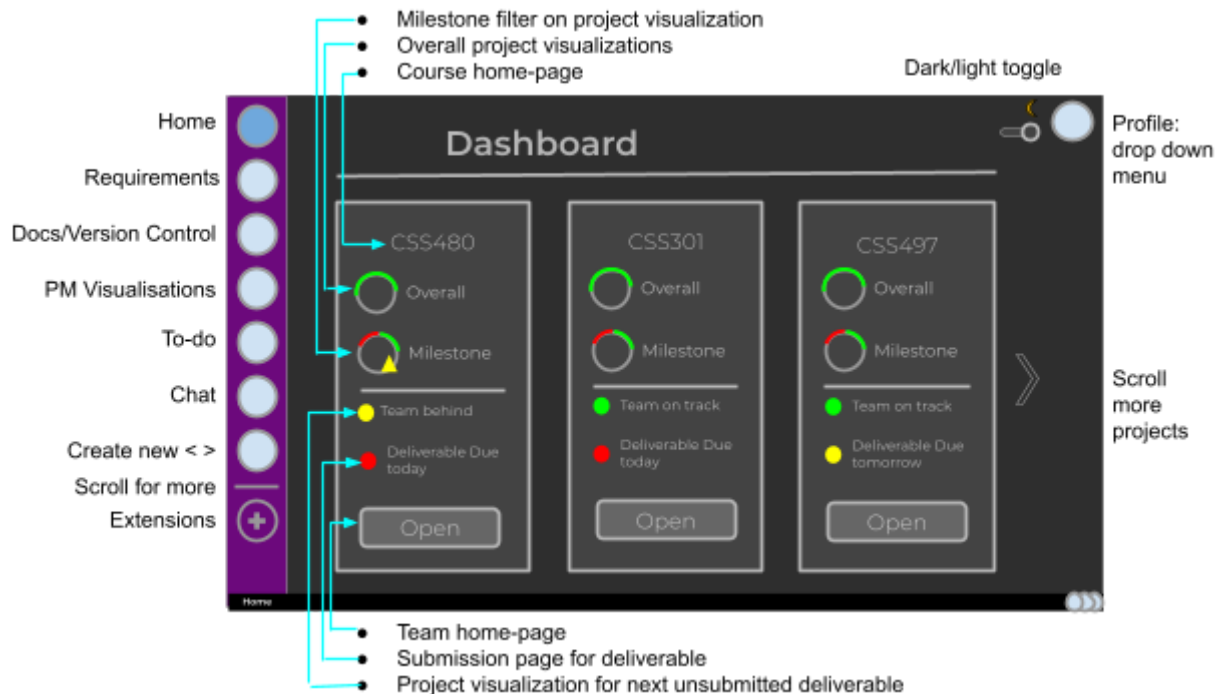 Milestone filter on project visualization
Overall project visualizations
Course home-page
Dark/light toggle
Home
Requirements
Docs/Version Control
PM Visualisations
To-do
Chat
Create new < >
Scroll for more
Extensions
Dashboard
Profile:
drop down
menu
CSS480
Overall
Milestone
Team behind
Deliverable Due
today
Open
CSS301
Overall
Milestone
Team on track
Deliverable Due
today
Open
CSS497
Overall
Milestone
Team on track
Deliverable Due
tomorrow
Open
Scroll
more
projects
Home
Team home-page
Submission page for deliverable
Project visualization for next unsubmitted deliverable